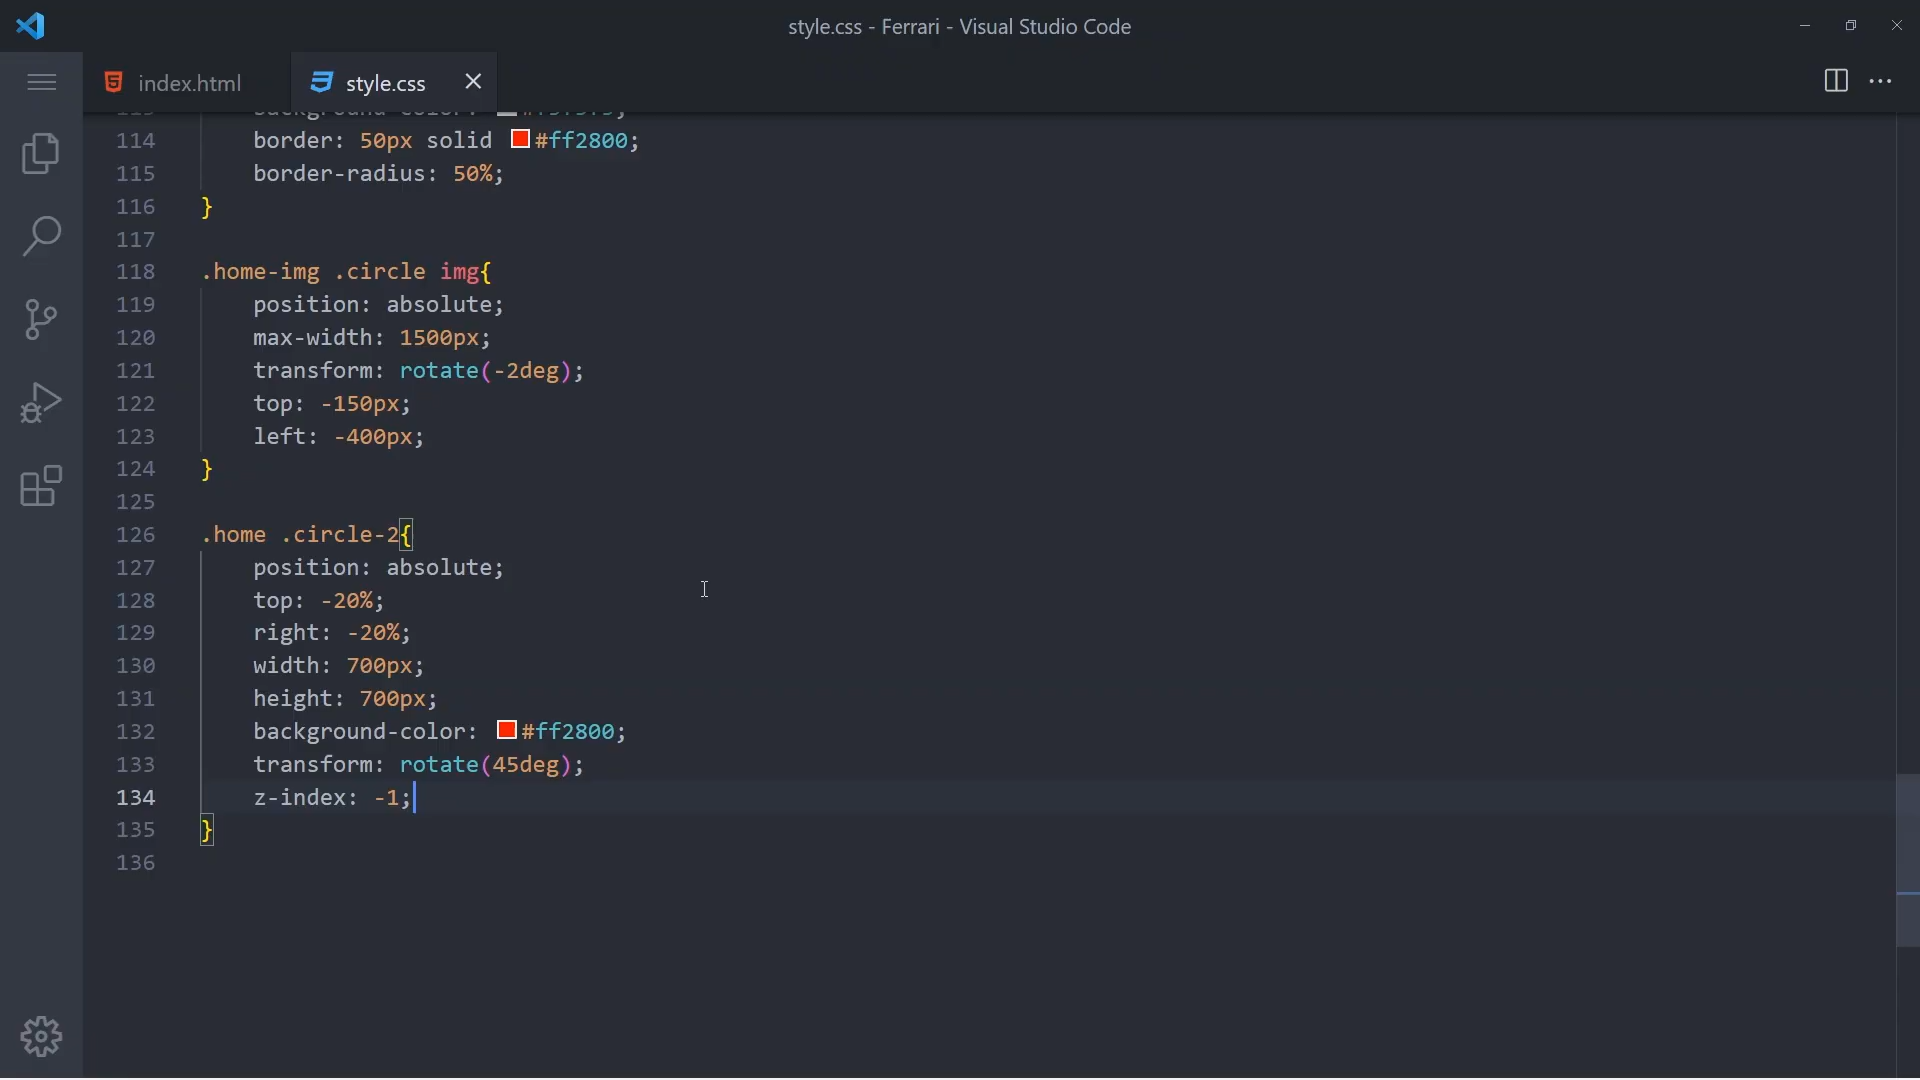 style.css - Ferrari - Visual Studio Code
index.html
style.css
114 border: 50px solid #ff2800;
115 border-radius: 50%;
116 }
117
118 .home-img .circle img{
119 position: absolute;
120 max-width: 1500px;
121 transform: rotate(-2deg);
122 top: -150px;
123 left: -400px;
124 }
125
126 .home .circle-2{
127 position: absolute;
128 top: -20%;
129 right: -20%;
130 width: 700px;
131 height: 700px;
132 background-color: #ff2800;
133 transform: rotate(45deg);
134 z-index: -1;
135 }
136